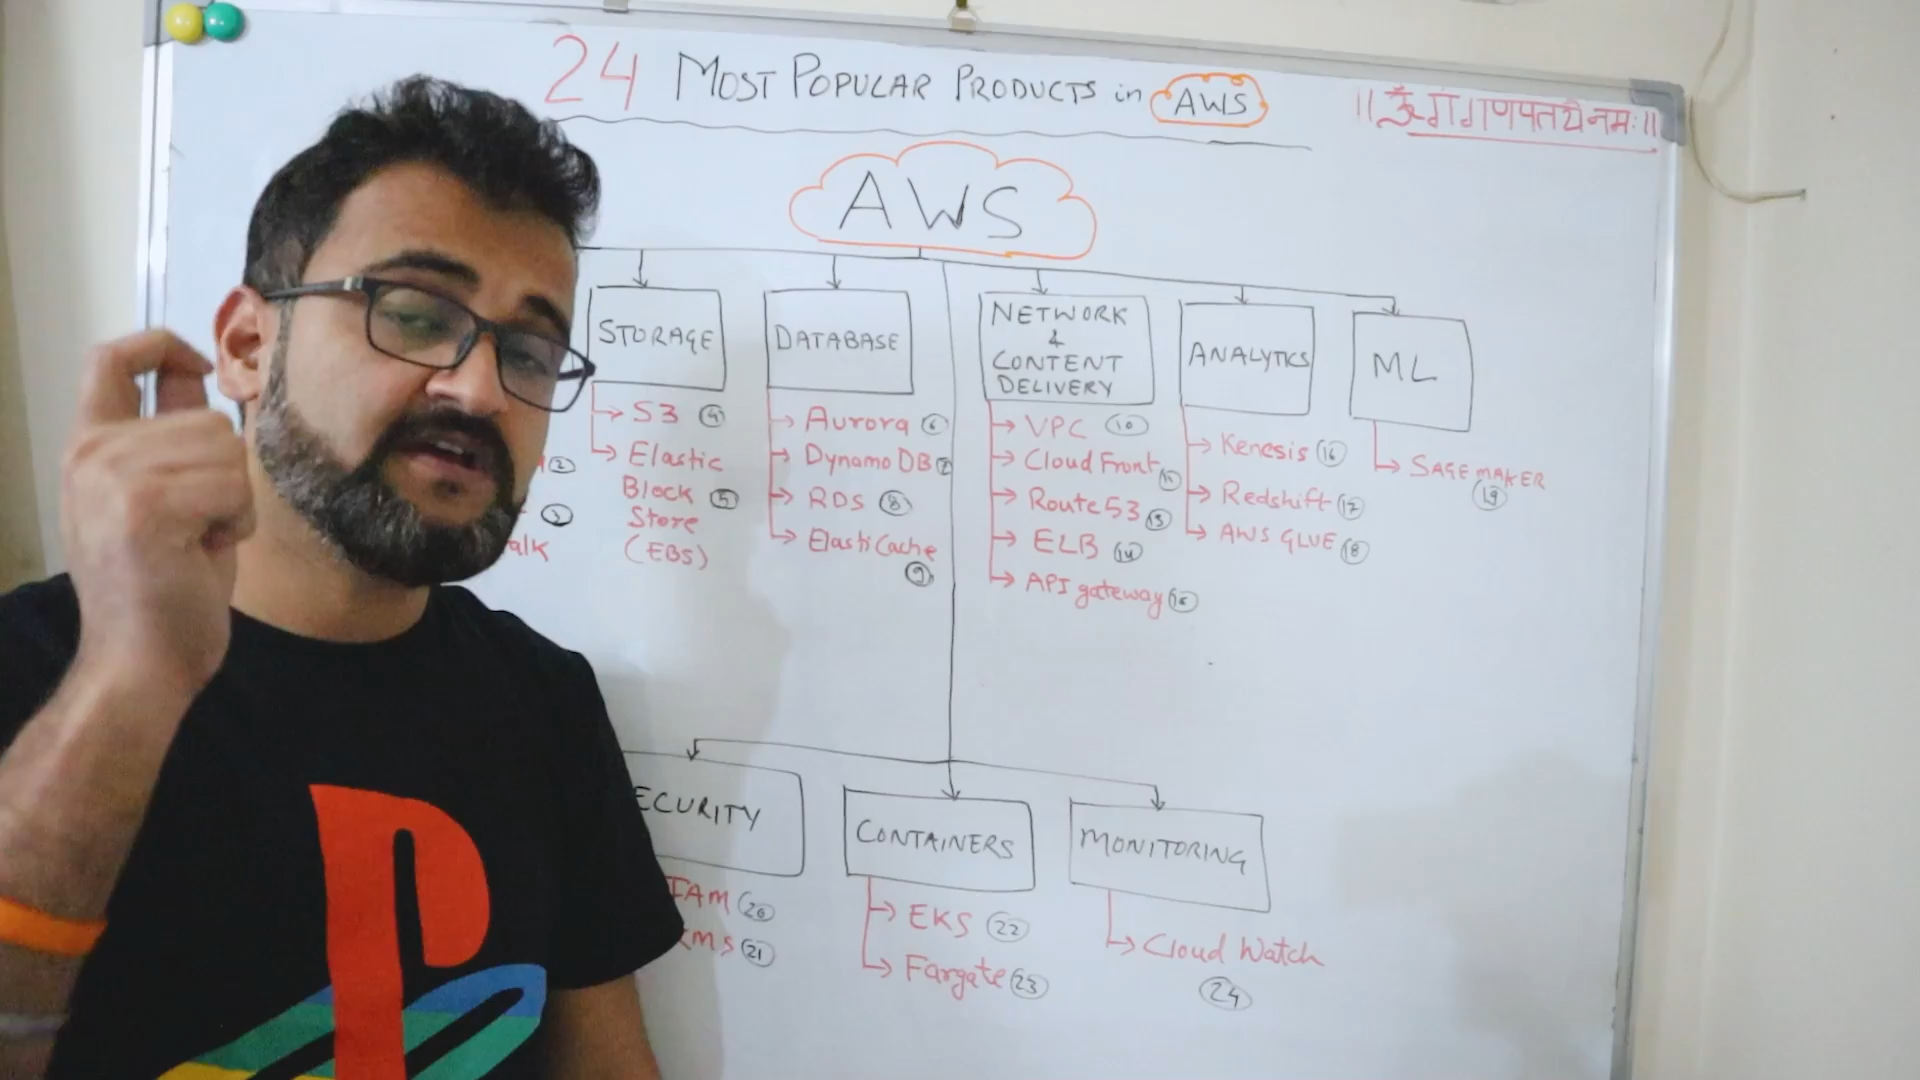 24 MOST POPULAR PRODUCTS in AWS
||ॐ गं गणपतये नमः||
AWS
STORAGE
S3 4
Elastic
Block 5
Store
(EBS)
2
3
alk
DATABASE
Aurora 6
DynamoDB 7
RDS 8
ElastiCache
9
NETWORK
&
CONTENT
DELIVERY
VPC 10
Cloud Front 11
Route 53 13
ELB 14
API gateway 15
ANALYTICS
Kenesis 16
Redshift 17
AWS GLUE 18
ML
SAGEMAKER
19
ECURITY
IAM 20
KMS 21
CONTAINERS
EKS 22
Fargate 23
MONITORING
Cloud Watch
24